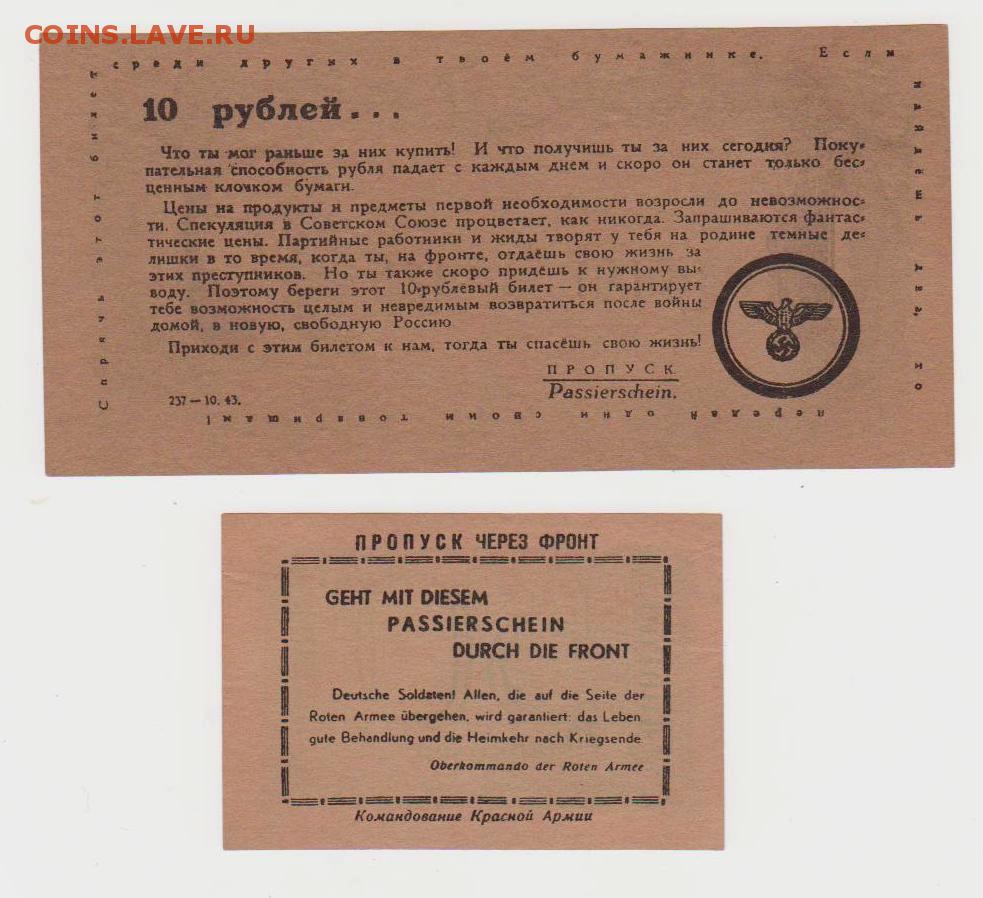 COINS.LAVE.RU
Спрячь этот билет
среди других в твоём бумажнике. Если
найдешь два, но
передай один своим товарищам!
10 рублей...
Что ты мог раньше за них купить! И что получишь ты за них сегодня? Поку-
пательная способность рубля падает с каждым днем и скоро он станет только бес-
ценным клочком бумаги.
Цены на продукты и предметы первой необходимости возросли до невозможнос-
ти. Спекуляция в Советском Союзе процветает, как никогда. Запрашиваются фантас-
тические цены. Партийные работники и жиды творят у тебя на родине темные де-
лишки в то время, когда ты, на фронте, отдаёшь свою жизнь за
этих преступников. Но ты также скоро придёшь к нужному вы-
воду. Поэтому береги этот 10-рублевый билет — он гарантирует
тебе возможность целым и невредимым возвратиться после войны
домой, в новую, свободную Россию
Приходи с этим билетом к нам, тогда ты спасёшь свою жизнь!
ПРОПУСК
Passierschein.
237 — 10. 43.
ПРОПУСК ЧЕРЕЗ ФРОНТ
GEHT MIT DIESEM
PASSIERSCHEIN
DURCH DIE FRONT
Deutsche Soldaten! Allen, die auf die Seite der
Roten Armee übergehen, wird garantiert: das Leben
gute Behandlung und die Heimkehr nach Kriegsende
Oberkommando der Roten Armee
Командование Красной Армии